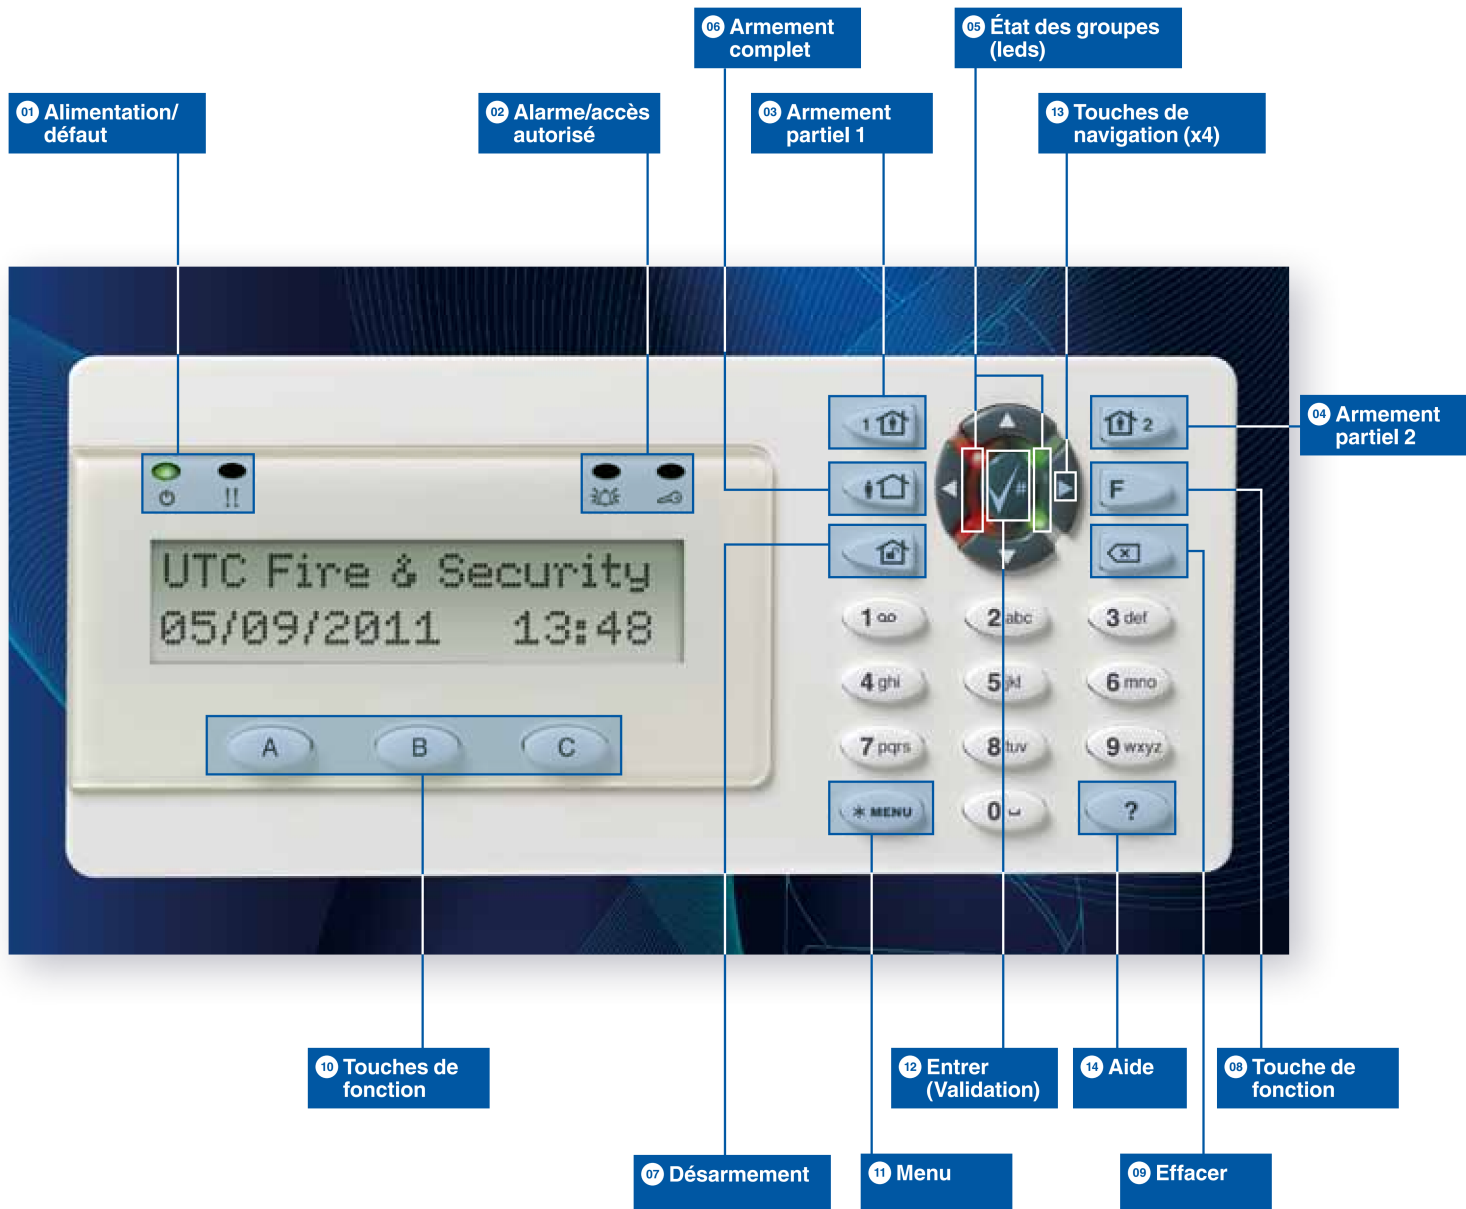 06 Armement
complet
05 État des groupes
(leds)
01 Alimentation/
défaut
02 Alarme/accès
autorisé
03 Armement
partiel 1
13 Touches de
navigation (x4)
04 Armement
partiel 2
1
2
F
#
!!
UTC Fire & Security
05/09/2011 13:48
A B C
1
2 abc
3 def
4 ghi
5 jkl
6 mno
7 pqrs
8 tuv
9 wxyz
* MENU
0
?
10 Touches de
fonction
12 Entrer
(Validation)
14 Aide
08 Touche de
fonction
07 Désarmement
11 Menu
09 Effacer